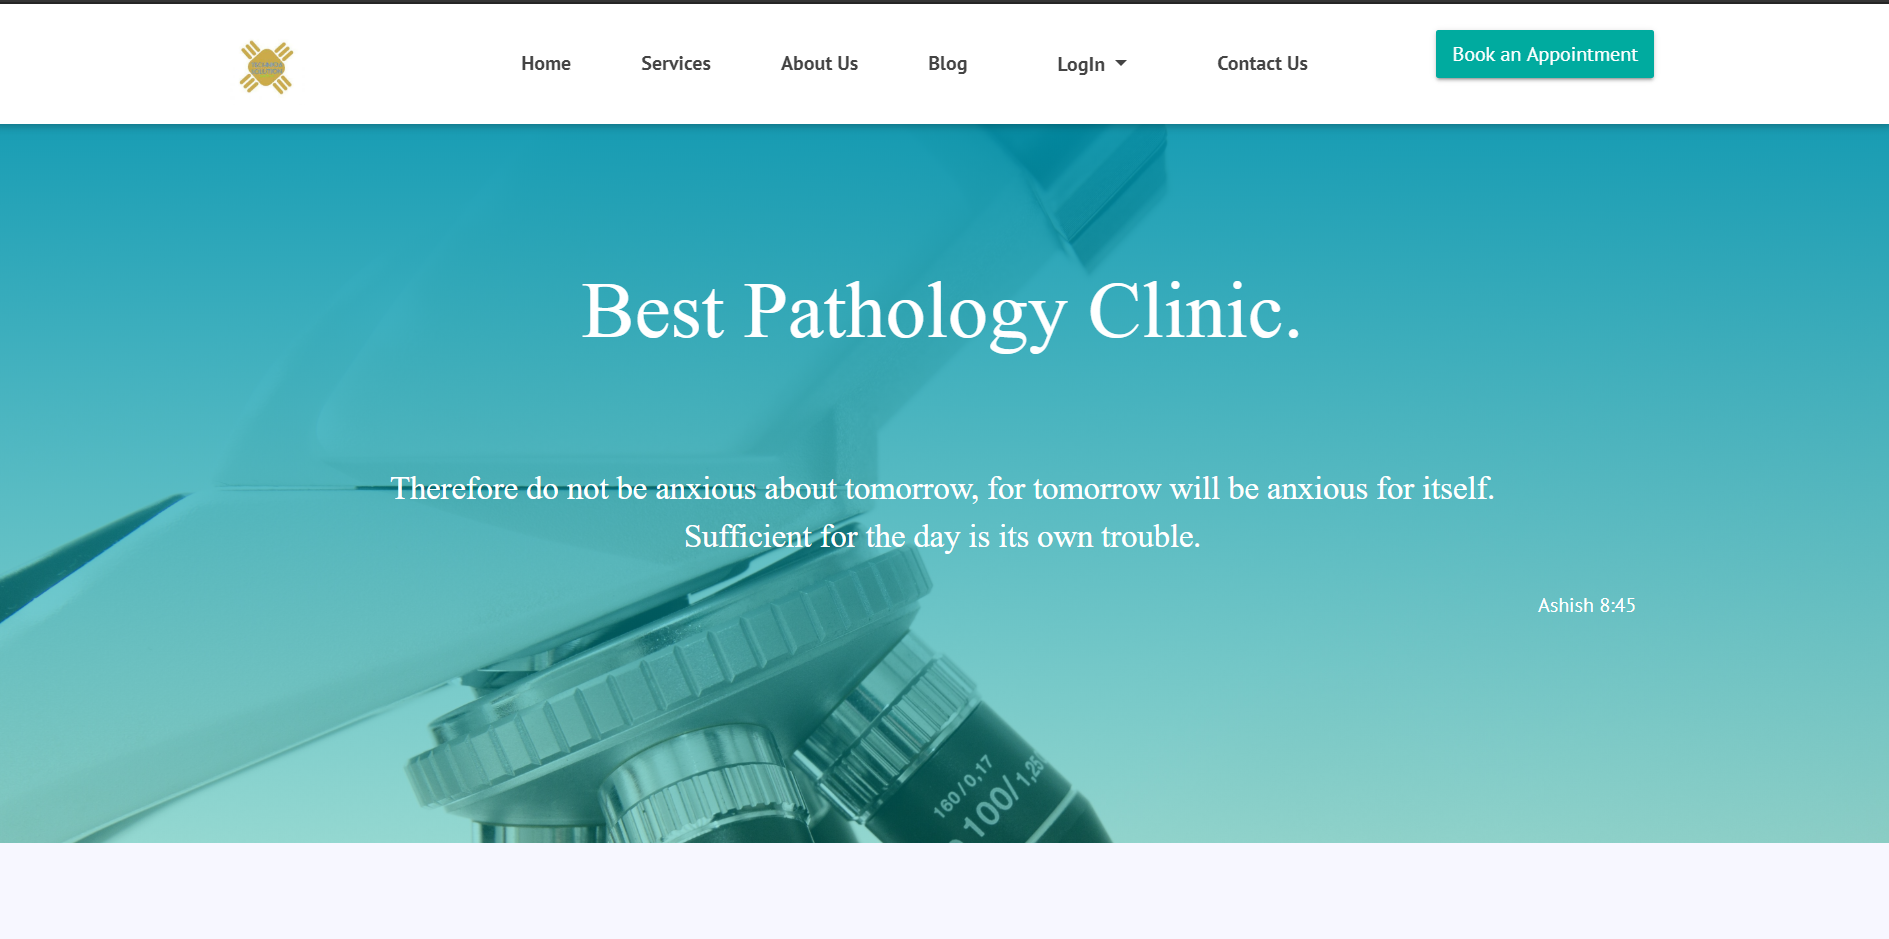 Home
Services
About Us
Blog
LogIn
Contact Us
Book an Appointment
Best Pathology Clinic.
Therefore do not be anxious about tomorrow, for tomorrow will be anxious for itself.
Sufficient for the day is its own trouble.
Ashish 8:45
160/0,17
100/1,25